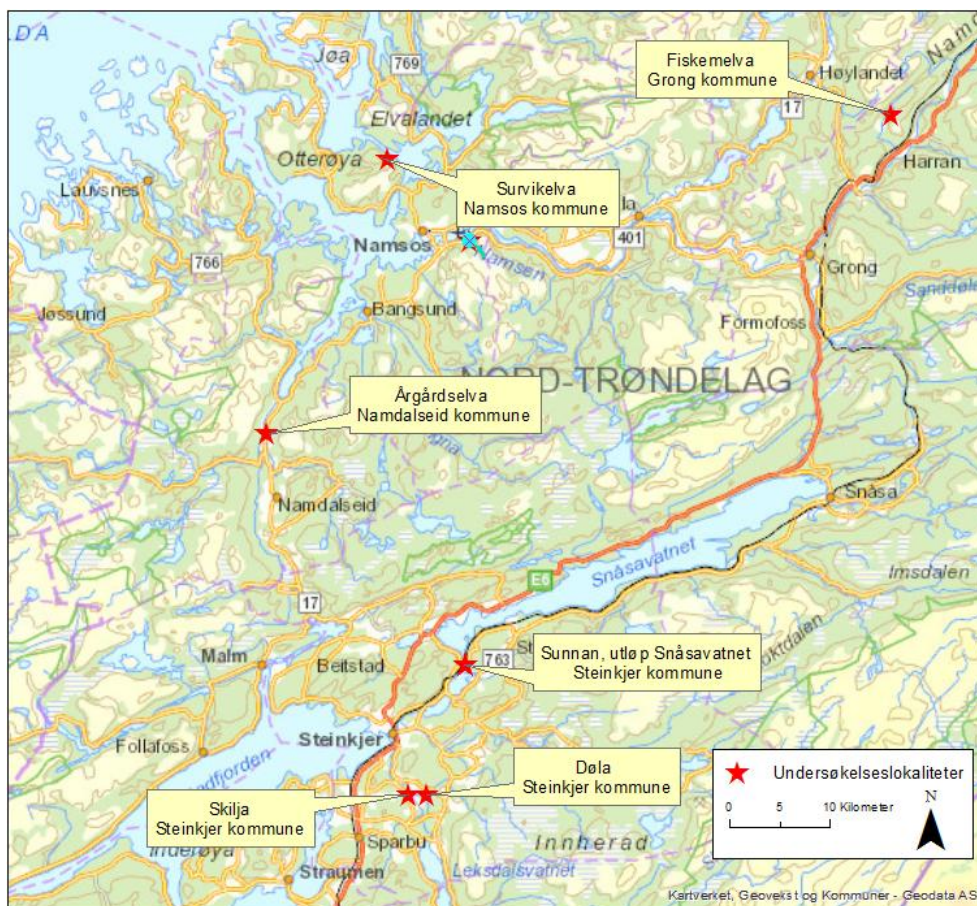 Jøa
769
Elvalandet
Otterøya
Lauvsnes
Fiskemelva
Grong kommune
Høylandet
17
Harran
Survikelva
Namsos kommune
Namsos
401
Namsen
Grong
766
Bangsund
Jøssund
Formofoss
NORD-TRØNDELAG
Årgårdselva
Namdalseid kommune
Namdalseid
Snåsa
Snåsavatnet
E6
Imsdalen
17
Malm
Beitstad
763
Sunnan, utløp Snåsavatnet
Steinkjer kommune
Follafoss
Steinkjer
Døla
Steinkjer kommune
Skilja
Steinkjer kommune
Sparbu
Inderøya
Straumen
Innherad
Leksdalsvatnet
Undersøkelseslokaliteter
0 5 10 Kilometer
N
Kartverket, Geovekst og Kommuner - Geodata AS